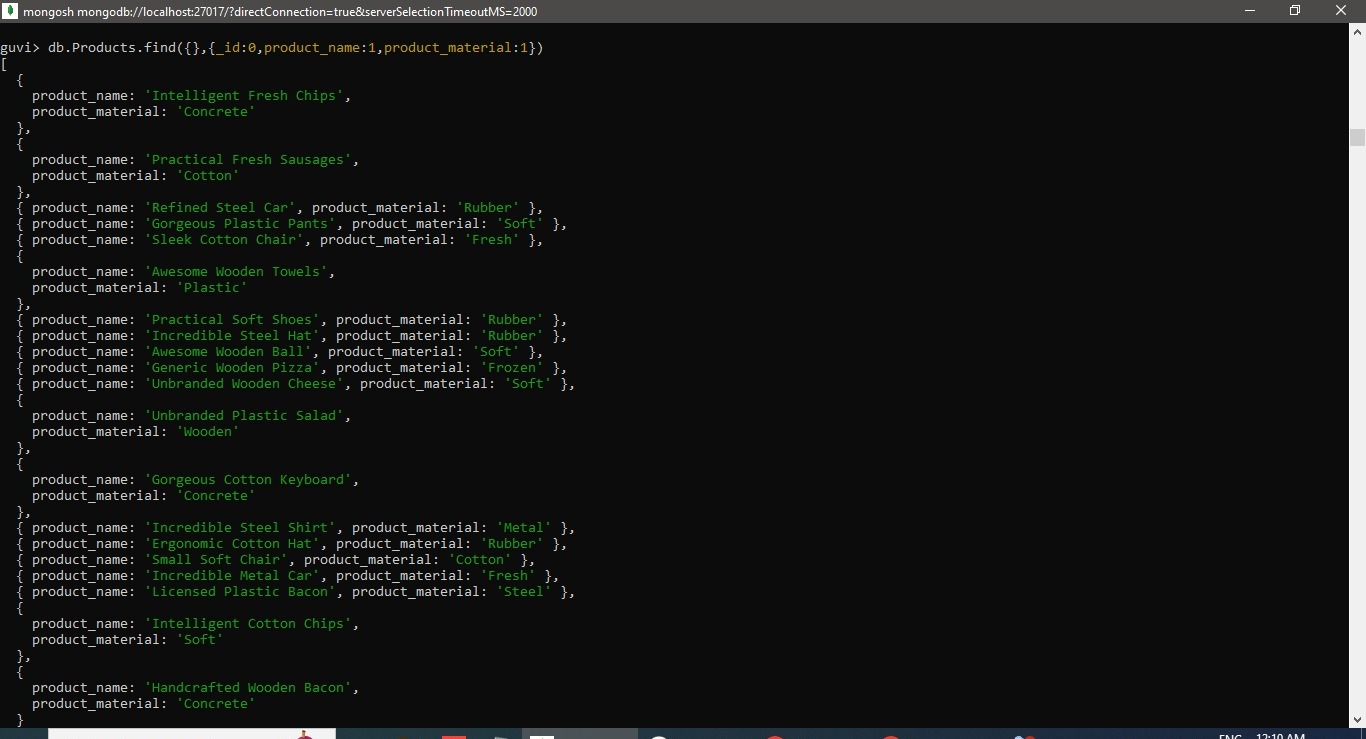 mongosh mongodb://localhost:27017/?directConnection=true&serverSelectionTimeoutMS=2000
guvi> db.Products.find({},{_id:0,product_name:1,product_material:1})
[
  {
    product_name: 'Intelligent Fresh Chips',
    product_material: 'Concrete'
  },
  {
    product_name: 'Practical Fresh Sausages',
    product_material: 'Cotton'
  },
  { product_name: 'Refined Steel Car', product_material: 'Rubber' },
  { product_name: 'Gorgeous Plastic Pants', product_material: 'Soft' },
  { product_name: 'Sleek Cotton Chair', product_material: 'Fresh' },
  {
    product_name: 'Awesome Wooden Towels',
    product_material: 'Plastic'
  },
  { product_name: 'Practical Soft Shoes', product_material: 'Rubber' },
  { product_name: 'Incredible Steel Hat', product_material: 'Rubber' },
  { product_name: 'Awesome Wooden Ball', product_material: 'Soft' },
  { product_name: 'Generic Wooden Pizza', product_material: 'Frozen' },
  { product_name: 'Unbranded Wooden Cheese', product_material: 'Soft' },
  {
    product_name: 'Unbranded Plastic Salad',
    product_material: 'Wooden'
  },
  {
    product_name: 'Gorgeous Cotton Keyboard',
    product_material: 'Concrete'
  },
  { product_name: 'Incredible Steel Shirt', product_material: 'Metal' },
  { product_name: 'Ergonomic Cotton Hat', product_material: 'Rubber' },
  { product_name: 'Small Soft Chair', product_material: 'Cotton' },
  { product_name: 'Incredible Metal Car', product_material: 'Fresh' },
  { product_name: 'Licensed Plastic Bacon', product_material: 'Steel' },
  {
    product_name: 'Intelligent Cotton Chips',
    product_material: 'Soft'
  },
  {
    product_name: 'Handcrafted Wooden Bacon',
    product_material: 'Concrete'
  }
ENG 12:10 AM